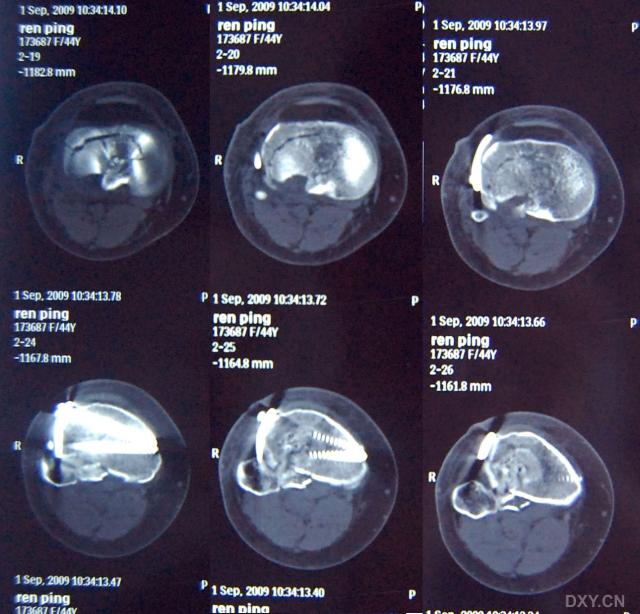 1 Sep, 2009 10:34:14.10
ren ping
173687 F/44Y
2-19
-1182.8 mm
R
1 Sep, 2009 10:34:14.04
P
ren ping
173687 F/44Y
2-20
-1179.8 mm
R
1 Sep, 2009 10:34:13.97
P
ren ping
173687 F/44Y
2-21
-1176.8 mm
R
1 Sep, 2009 10:34:13.78
P
ren ping
173687 F/44Y
2-24
-1167.8 mm
R
1 Sep, 2009 10:34:13.72
P
ren ping
173687 F/44Y
2-25
-1164.8 mm
R
1 Sep, 2009 10:34:13.66
P
ren ping
173687 F/44Y
2-26
-1161.8 mm
R
1 Sep, 2009 10:34:13.47
P
ren ping
173687 F/44Y
1 Sep, 2009 10:34:13.40
P
ren ping
DXY.CN